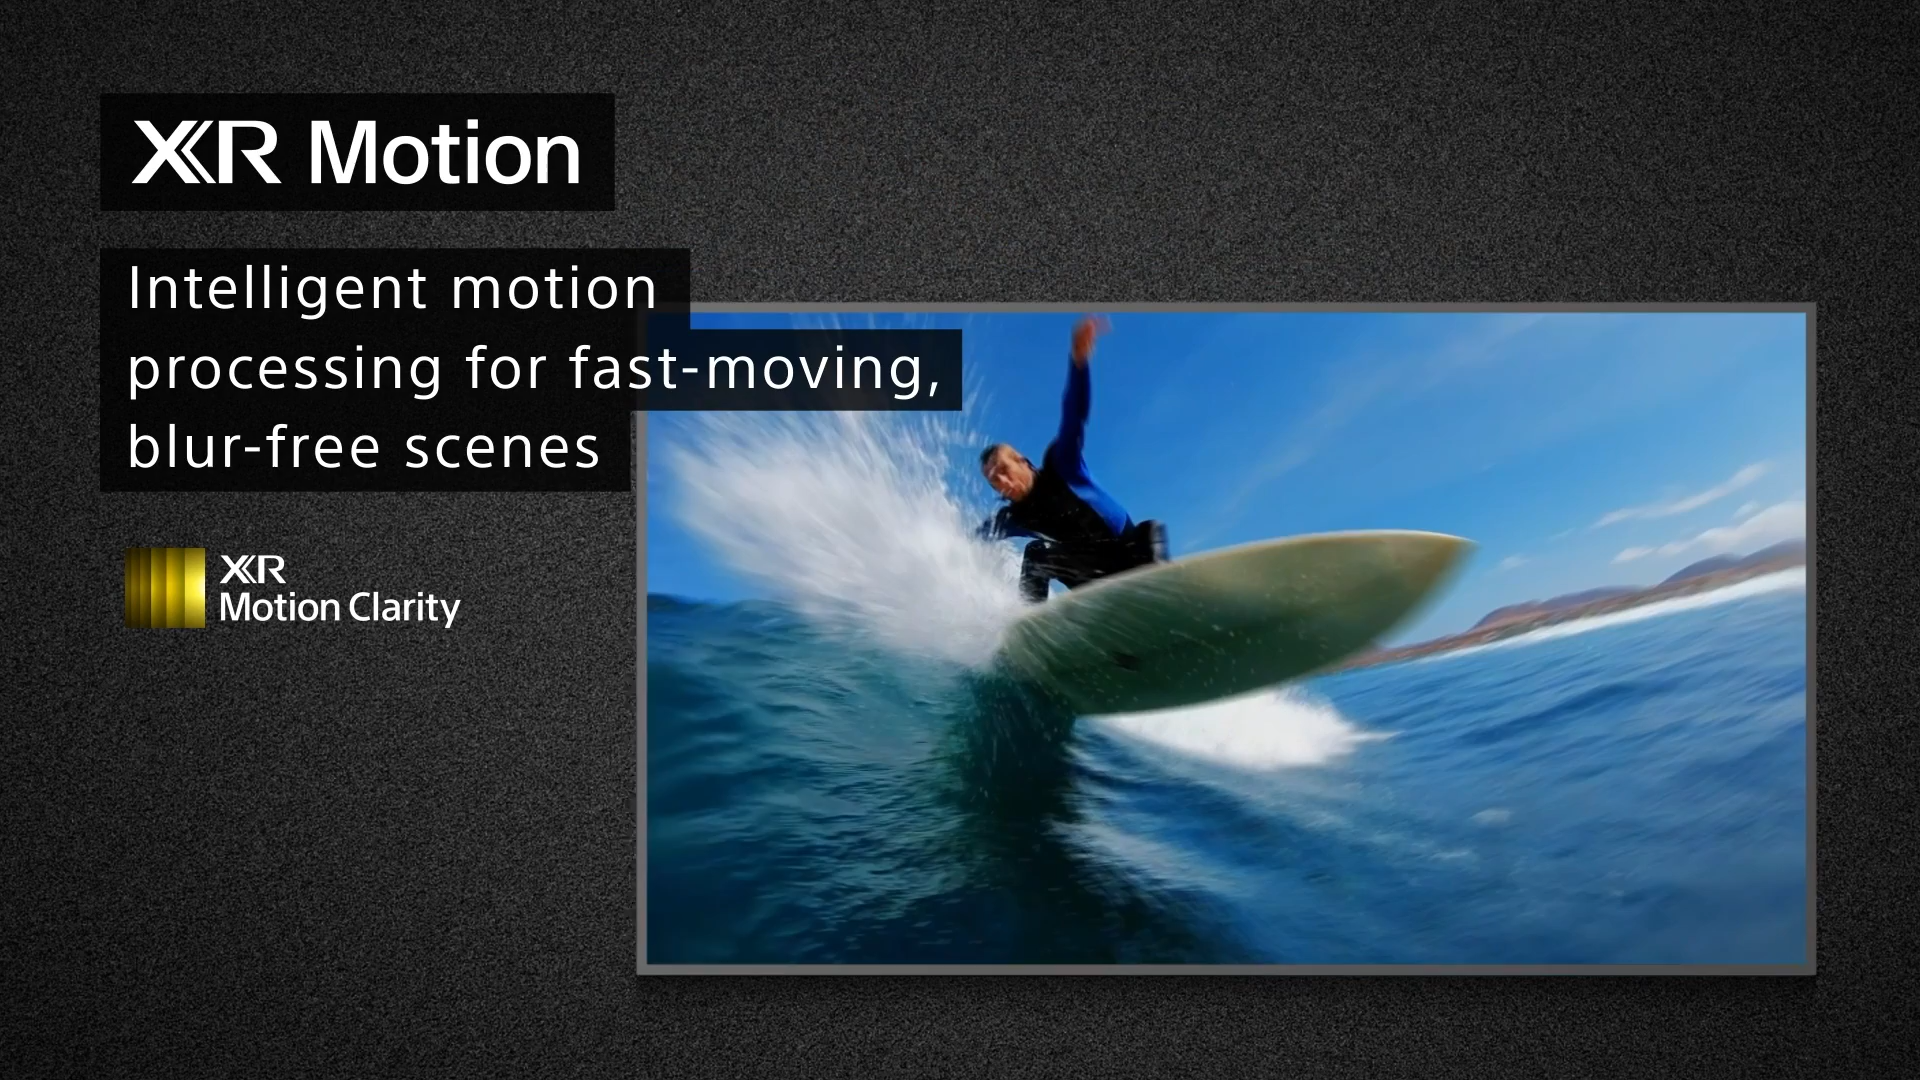 XR Motion
Intelligent motion
processing for fast-moving,
blur-free scenes
XR
Motion Clarity